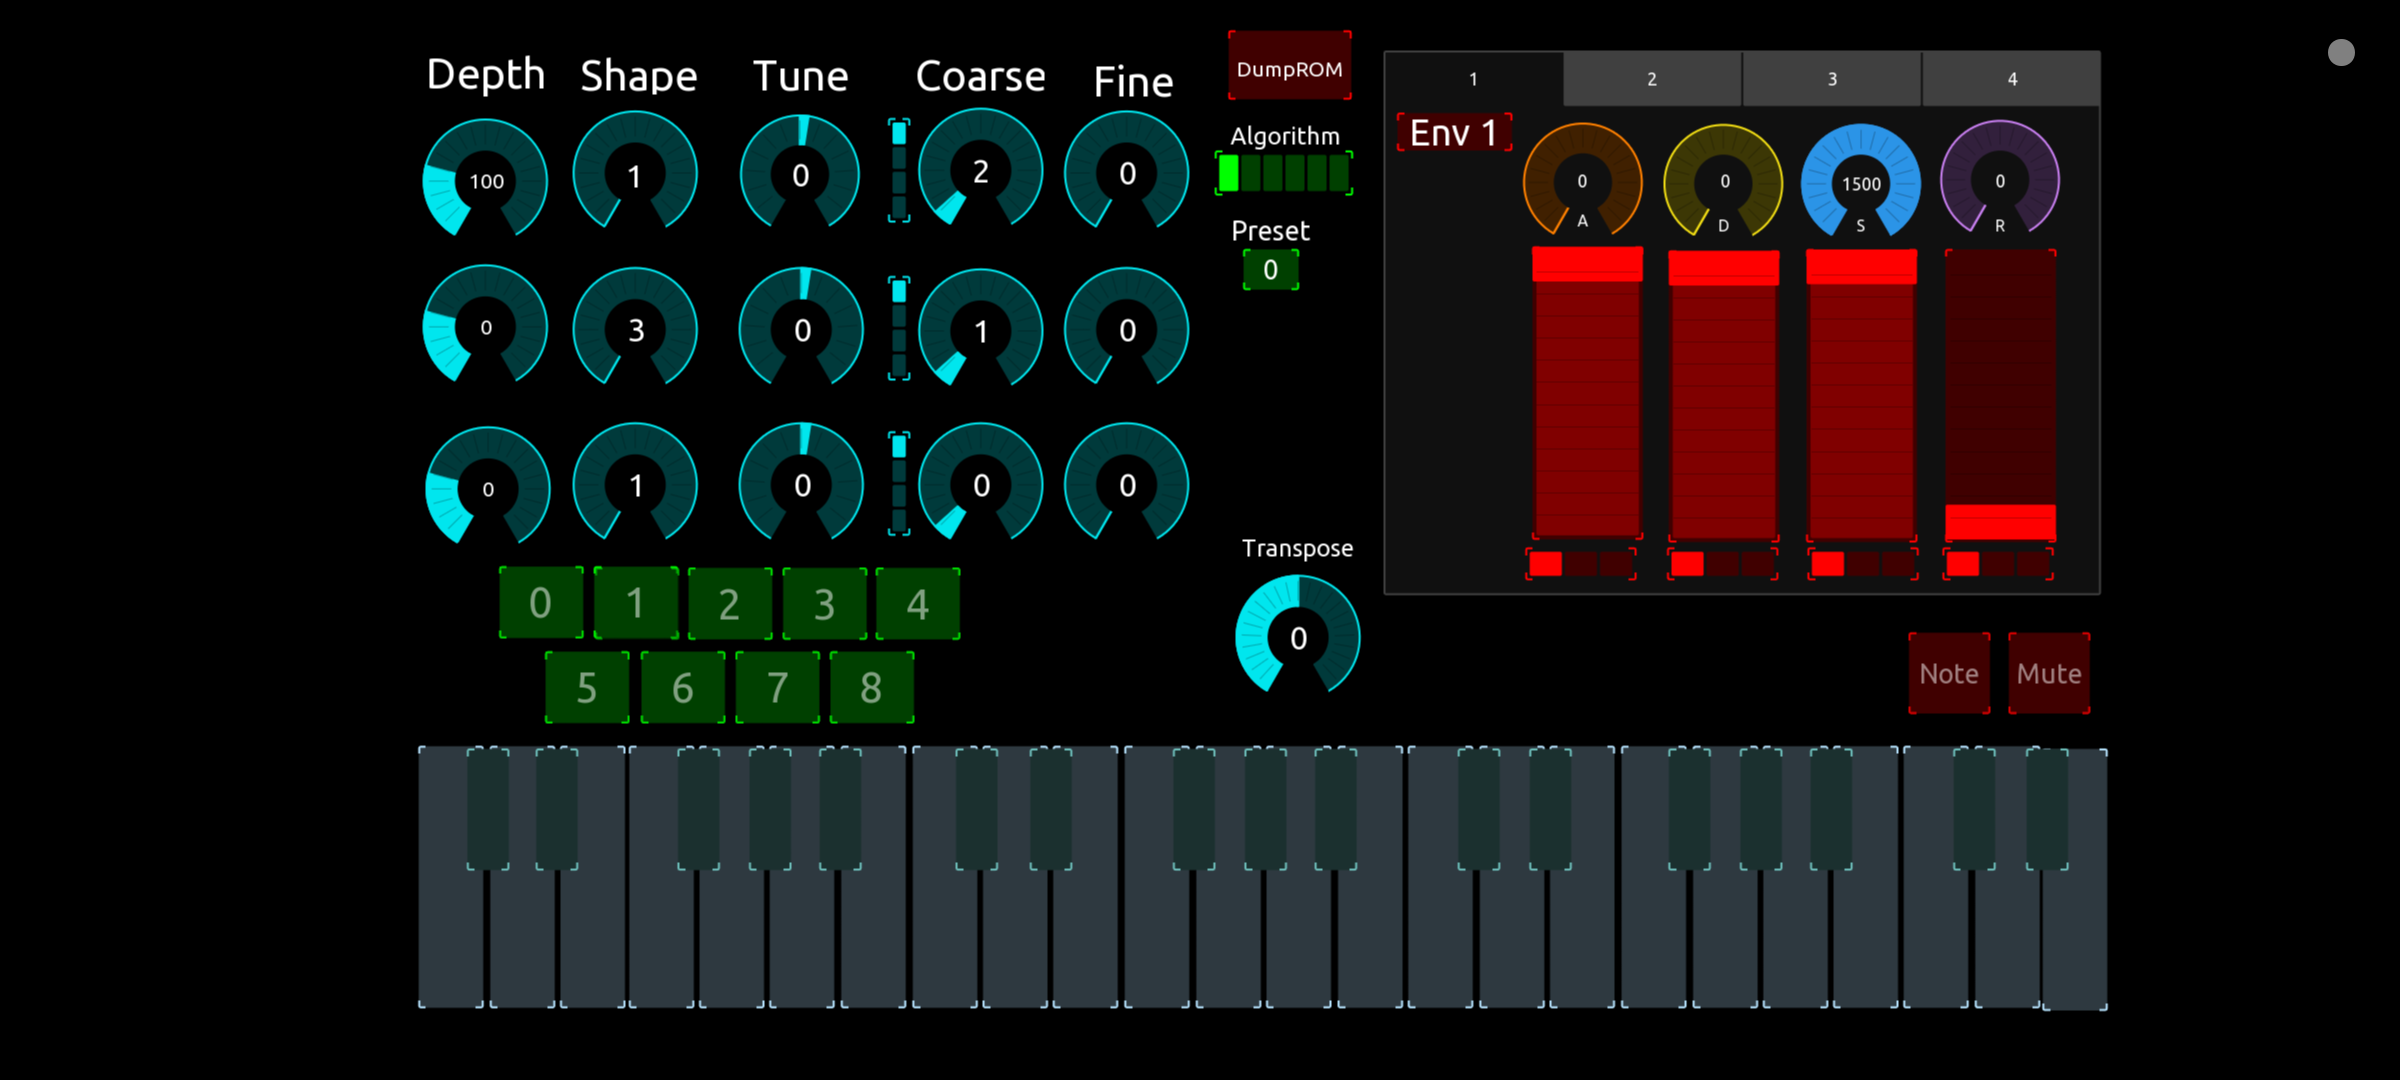 Depth Shape Tune Coarse Fine
100 1 0 2 0
0 3 0 1 0
0 1 0 0 0
0 1 2 3 4
5 6 7 8
DumpROM
Algorithm
Preset
0
Transpose
0
1 2 3 4
Env 1
0 0 1500 0
A D S R
Note Mute